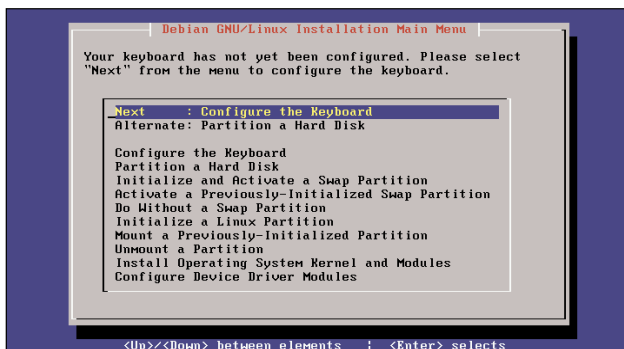 Debian GNU/Linux Installation Main Menu
Your keyboard has not yet been configured. Please select
"Next" from the menu to configure the keyboard.
Next : Configure the Keyboard
Alternate: Partition a Hard Disk
Configure the Keyboard
Partition a Hard Disk
Initialize and Activate a Swap Partition
Activate a Previously-Initialized Swap Partition
Do Without a Swap Partition
Initialize a Linux Partition
Mount a Previously-Initialized Partition
Unmount a Partition
Install Operating System Kernel and Modules
Configure Device Driver Modules
<Up>/<Down> between elements | <Enter> selects